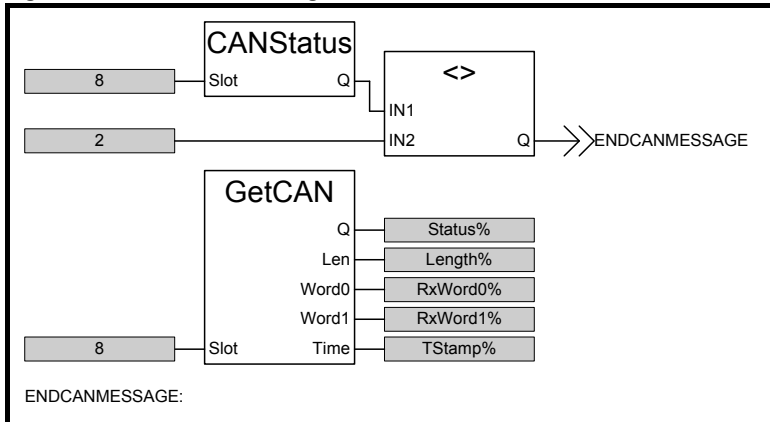 CANStatus
8 Slot Q
<>
IN1
2 IN2 Q ENDCANMESSAGE
GetCAN
Q Status%
Len Length%
Word0 RxWord0%
Word1 RxWord1%
8 Slot Time TStamp%
ENDCANMESSAGE: